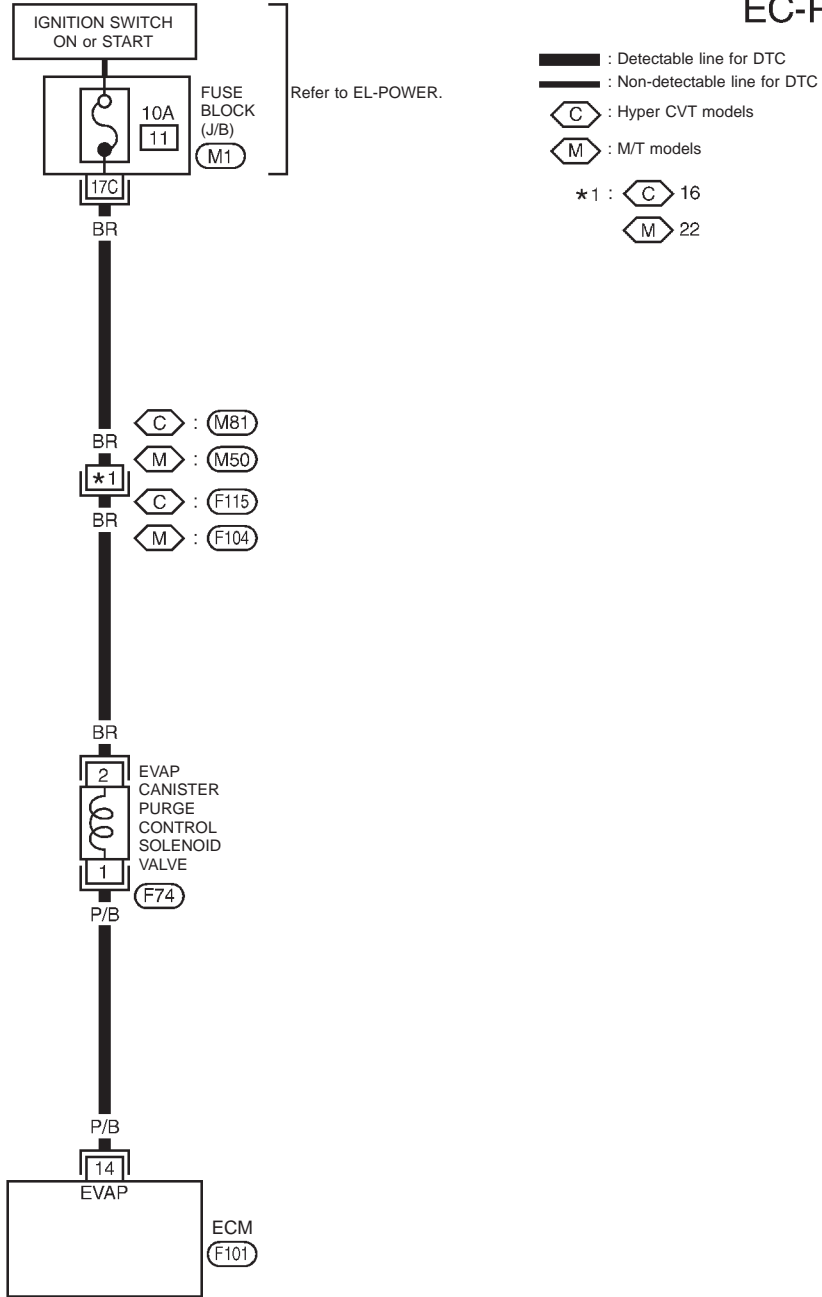 EC-P
IGNITION SWITCH
ON or START
FUSE
BLOCK
(J/B)
10A
11
M1
Refer to EL-POWER.
: Detectable line for DTC
: Non-detectable line for DTC
C : Hyper CVT models
M : M/T models
*1 : C 16
M 22
17C
BR
BR
C : M81
M : M50
*1
C : F115
M : F104
BR
BR
2
EVAP
CANISTER
PURGE
CONTROL
SOLENOID
VALVE
1
F74
P/B
P/B
14
EVAP
ECM
F101